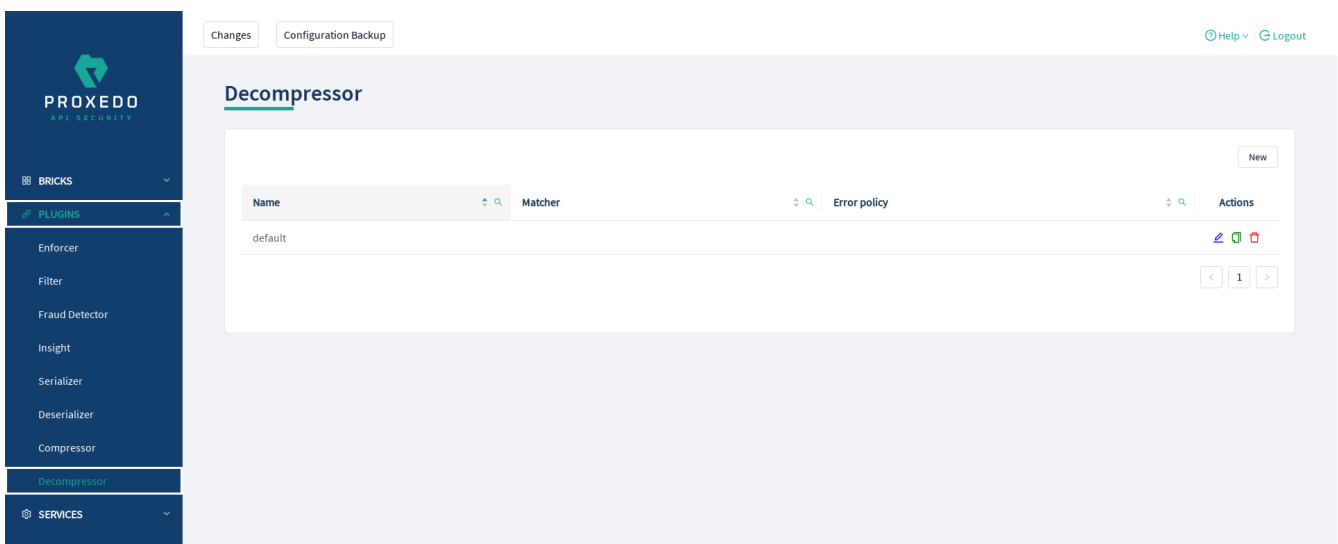 Changes Configuration Backup Help Logout
PROXEDO
API SECURITY
Decompressor
New
BRICKS
PLUGINS
Name Matcher Error policy Actions
default
1
Enforcer
Filter
Fraud Detector
Insight
Serializer
Deserializer
Compressor
Decompressor
SERVICES